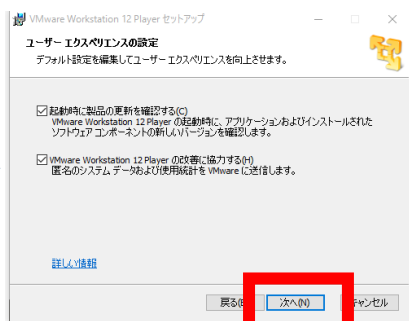 VMware Workstation 12 Player セットアップ
ユーザー エクスペリエンスの設定
デフォルト設定を編集してユーザー エクスペリエンスを向上させます。
起動時に製品の更新を確認する(C)
VMware Workstation 12 Player の起動時に、アプリケーションおよびインストールされた
ソフトウェア コンポーネントの新しいバージョンを確認します。
VMware Workstation 12 Player の改善に協力する(H)
匿名のシステム データおよび使用統計を VMware に送信します。
詳しい情報
戻る 次へ(N) キャンセル